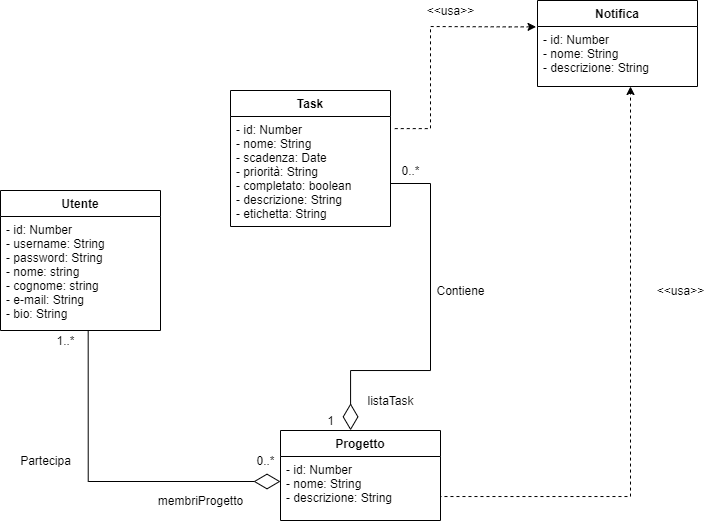 <<usa>>
Notifica
- id: Number
- nome: String
- descrizione: String
Task
- id: Number
- nome: String
- scadenza: Date
- priorità: String
- completato: boolean
- descrizione: String
- etichetta: String
0..*
Utente
- id: Number
- username: String
- password: String
- nome: string
- cognome: string
- e-mail: String
- bio: String
1..*
Contiene
<<usa>>
listaTask
1
Progetto
- id: Number
- nome: String
- descrizione: String
Partecipa
0..*
membriProgetto